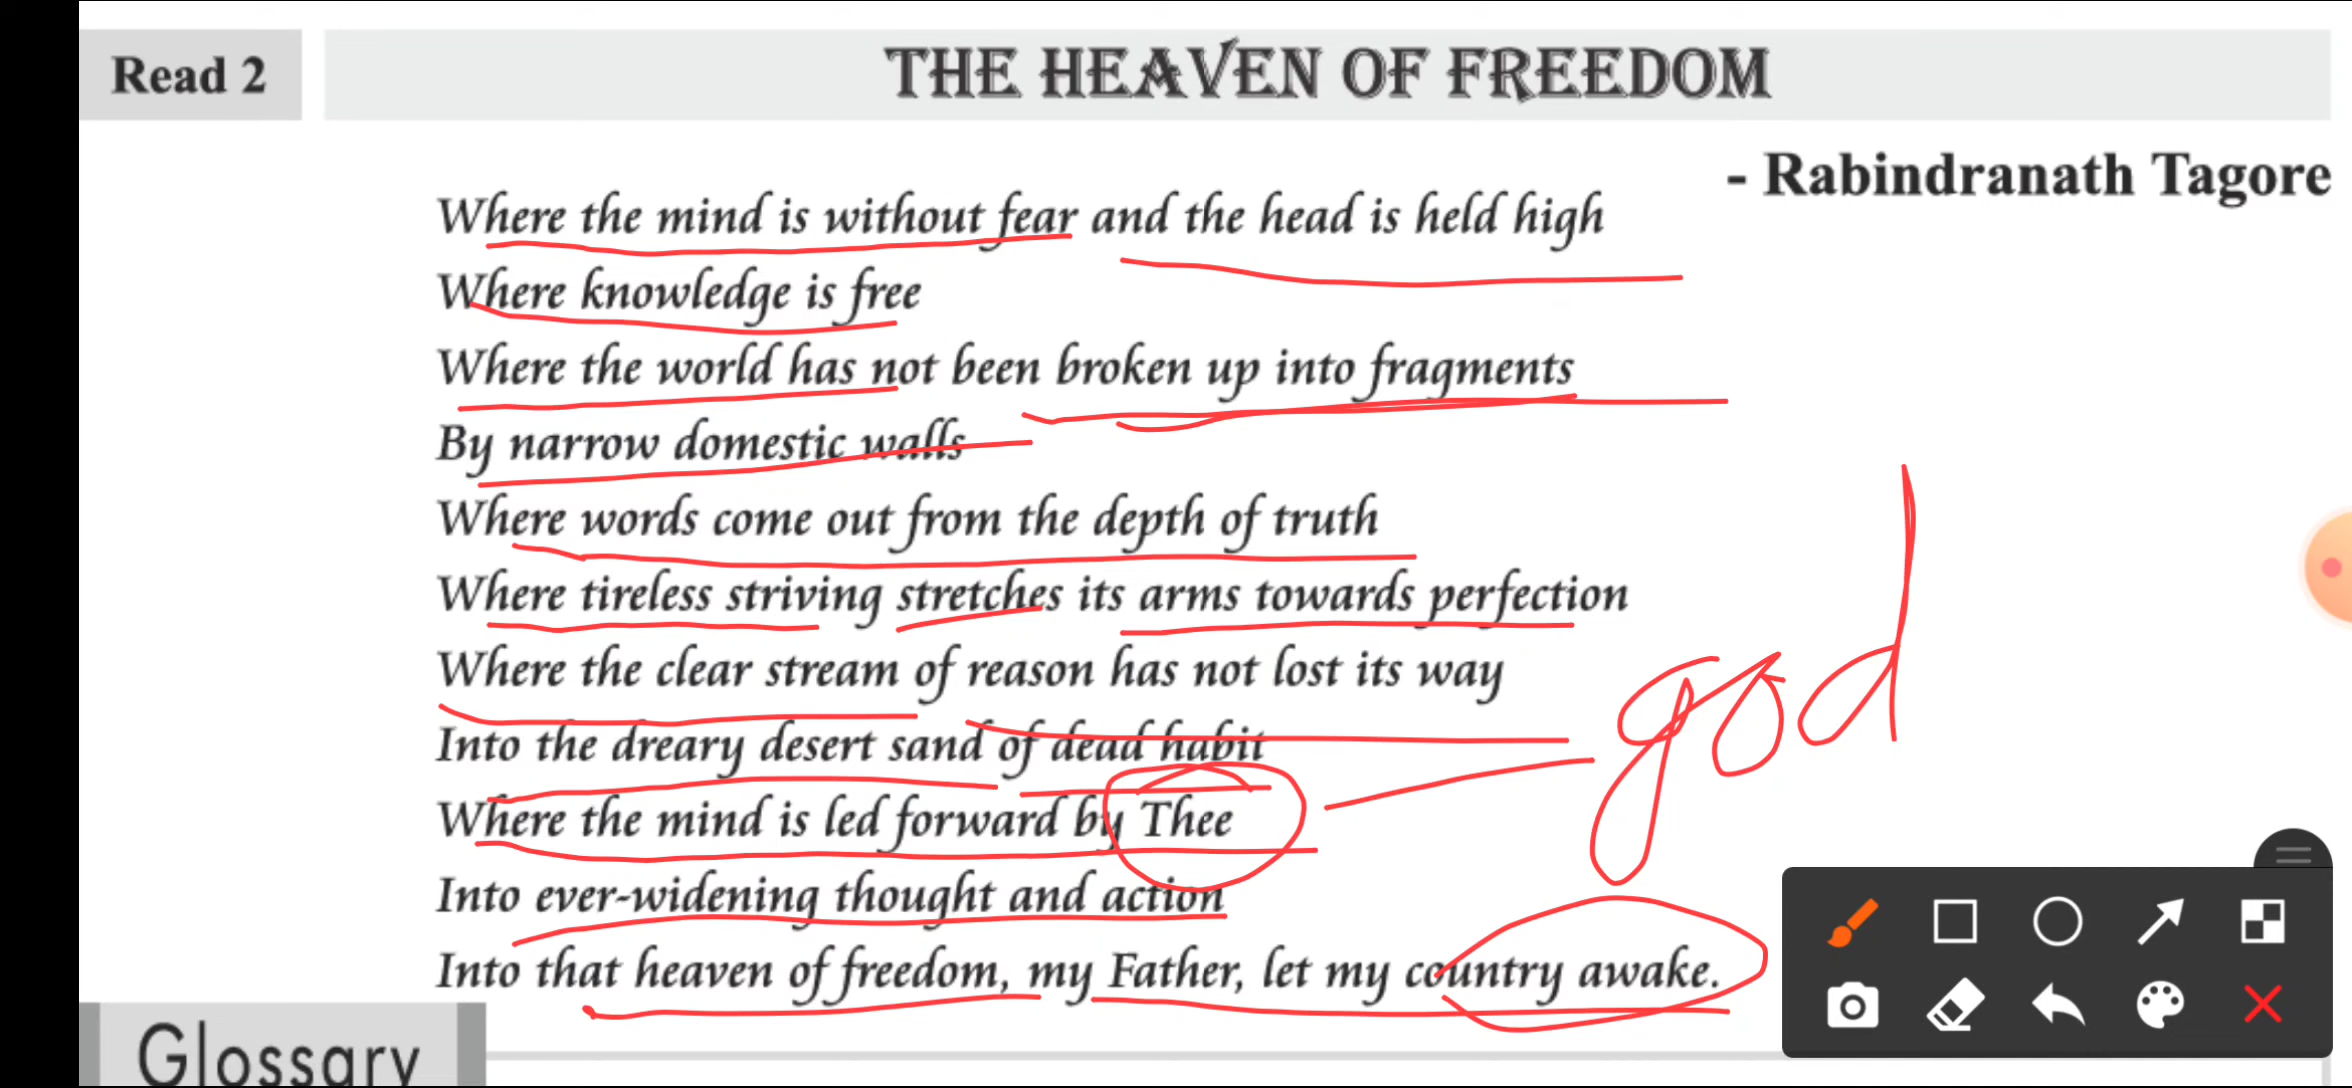 Read 2
THE HEAVEN OF FREEDOM
- Rabindranath Tagore
Where the mind is without fear and the head is held high
Where knowledge is free
Where the world has not been broken up into fragments
By narrow domestic walls
Where words come out from the depth of truth
Where tireless striving stretches its arms towards perfection
Where the clear stream of reason has not lost its way
Into the dreary desert sand of dead habit
Where the mind is led forward by Thee
god
Into ever-widening thought and action
Into that heaven of freedom, my Father, let my country awake.
Glossary